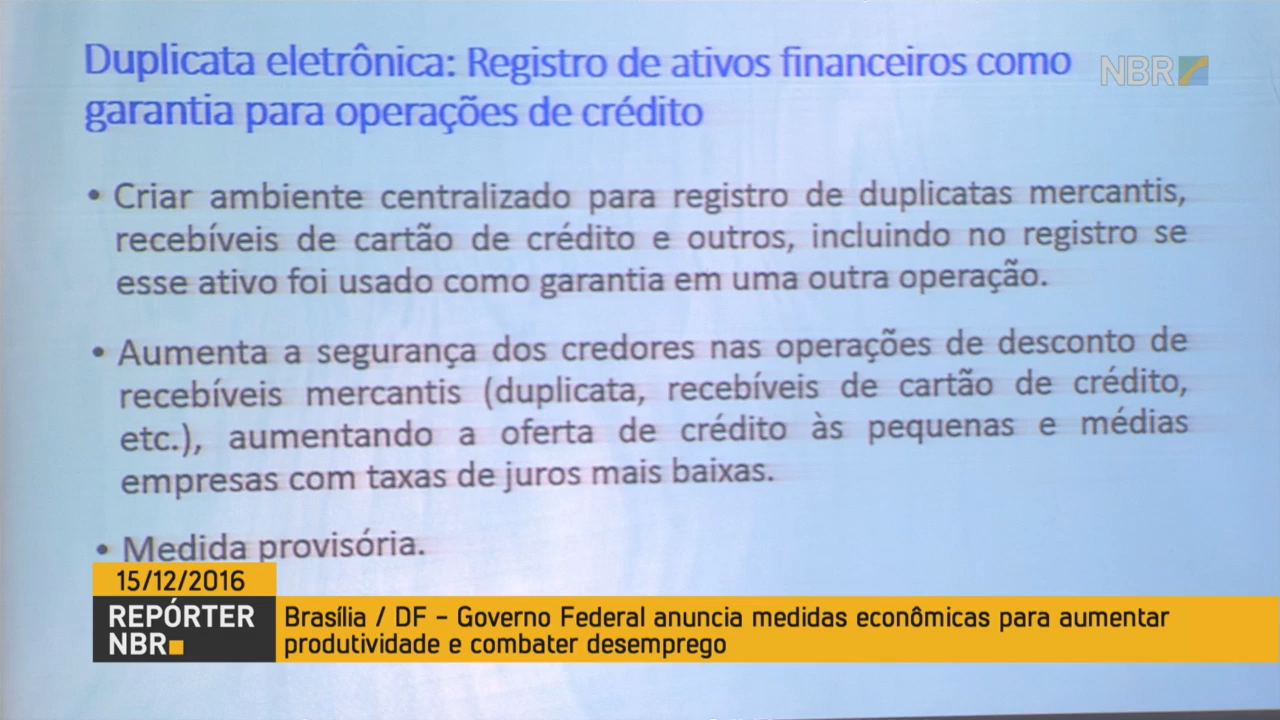 Duplicata eletrônica: Registro de ativos financeiros como
NBR
garantia para operações de crédito
• Criar ambiente centralizado para registro de duplicatas mercantis,
recebíveis de cartão de crédito e outros, incluindo no registro se
esse ativo foi usado como garantia em uma outra operação.
• Aumenta a segurança dos credores nas operações de desconto de
recebíveis mercantis (duplicata, recebíveis de cartão de crédito,
etc.), aumentando a oferta de crédito às pequenas e médias
empresas com taxas de juros mais baixas.
• Medida provisória.
15/12/2016
REPÓRTER
NBR
Brasília / DF – Governo Federal anuncia medidas econômicas para aumentar
produtividade e combater desemprego